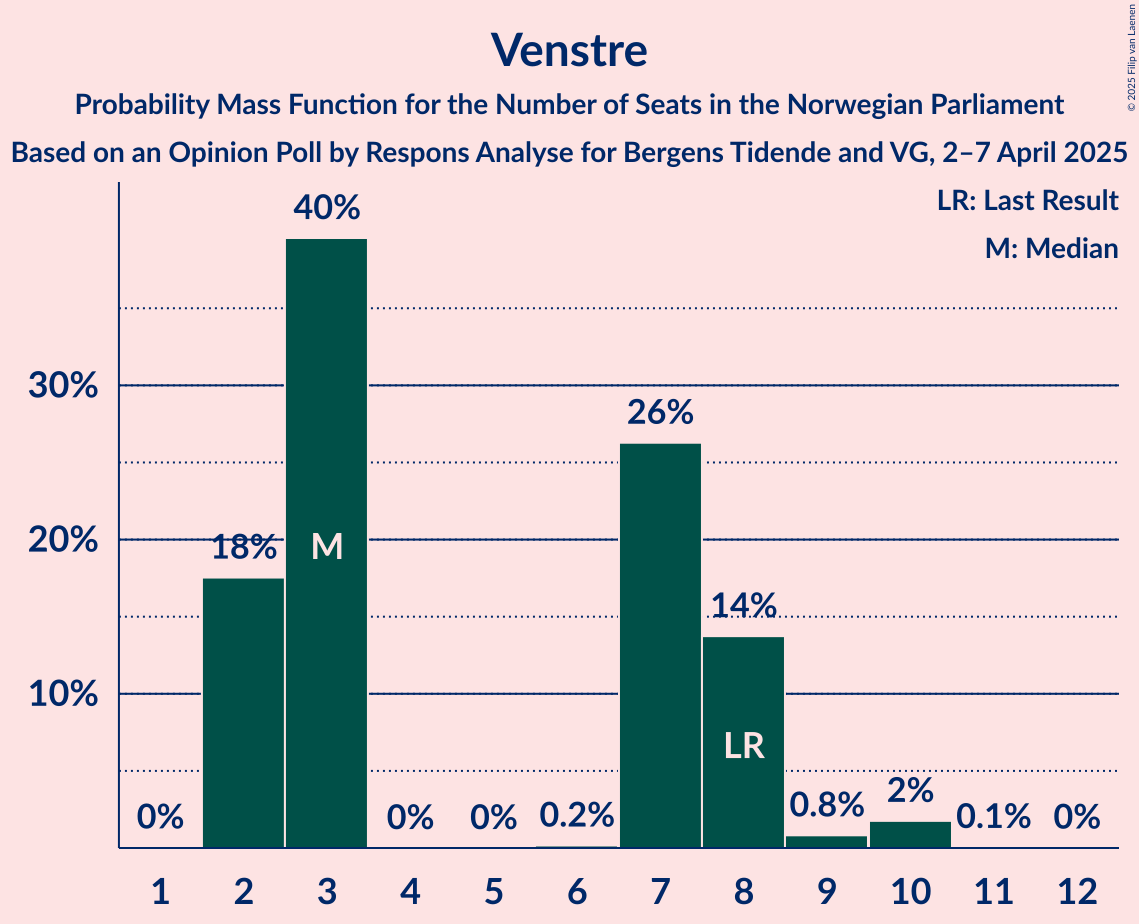 Venstre
Probability Mass Function for the Number of Seats in the Norwegian Parliament
Based on an Opinion Poll by Respons Analyse for Bergens Tidende and VG, 2–7 April 2025
© 2025 Filip van Laenen
LR: Last Result
M: Median
40%
30%
26%
20%
18%
M
14%
10%
LR
0%
0%
0%
0.2%
0.8%
2%
0.1%
0%
1 2 3 4 5 6 7 8 9 10 11 12